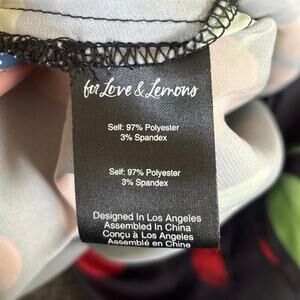 for Love & Lemons
Self: 97% Polyester
3% Spandex
Self: 97% Polyester
3% Spandex
Designed In Los Angeles
Assembled In China
Conçu à Los Angeles
Assemblé en Chine